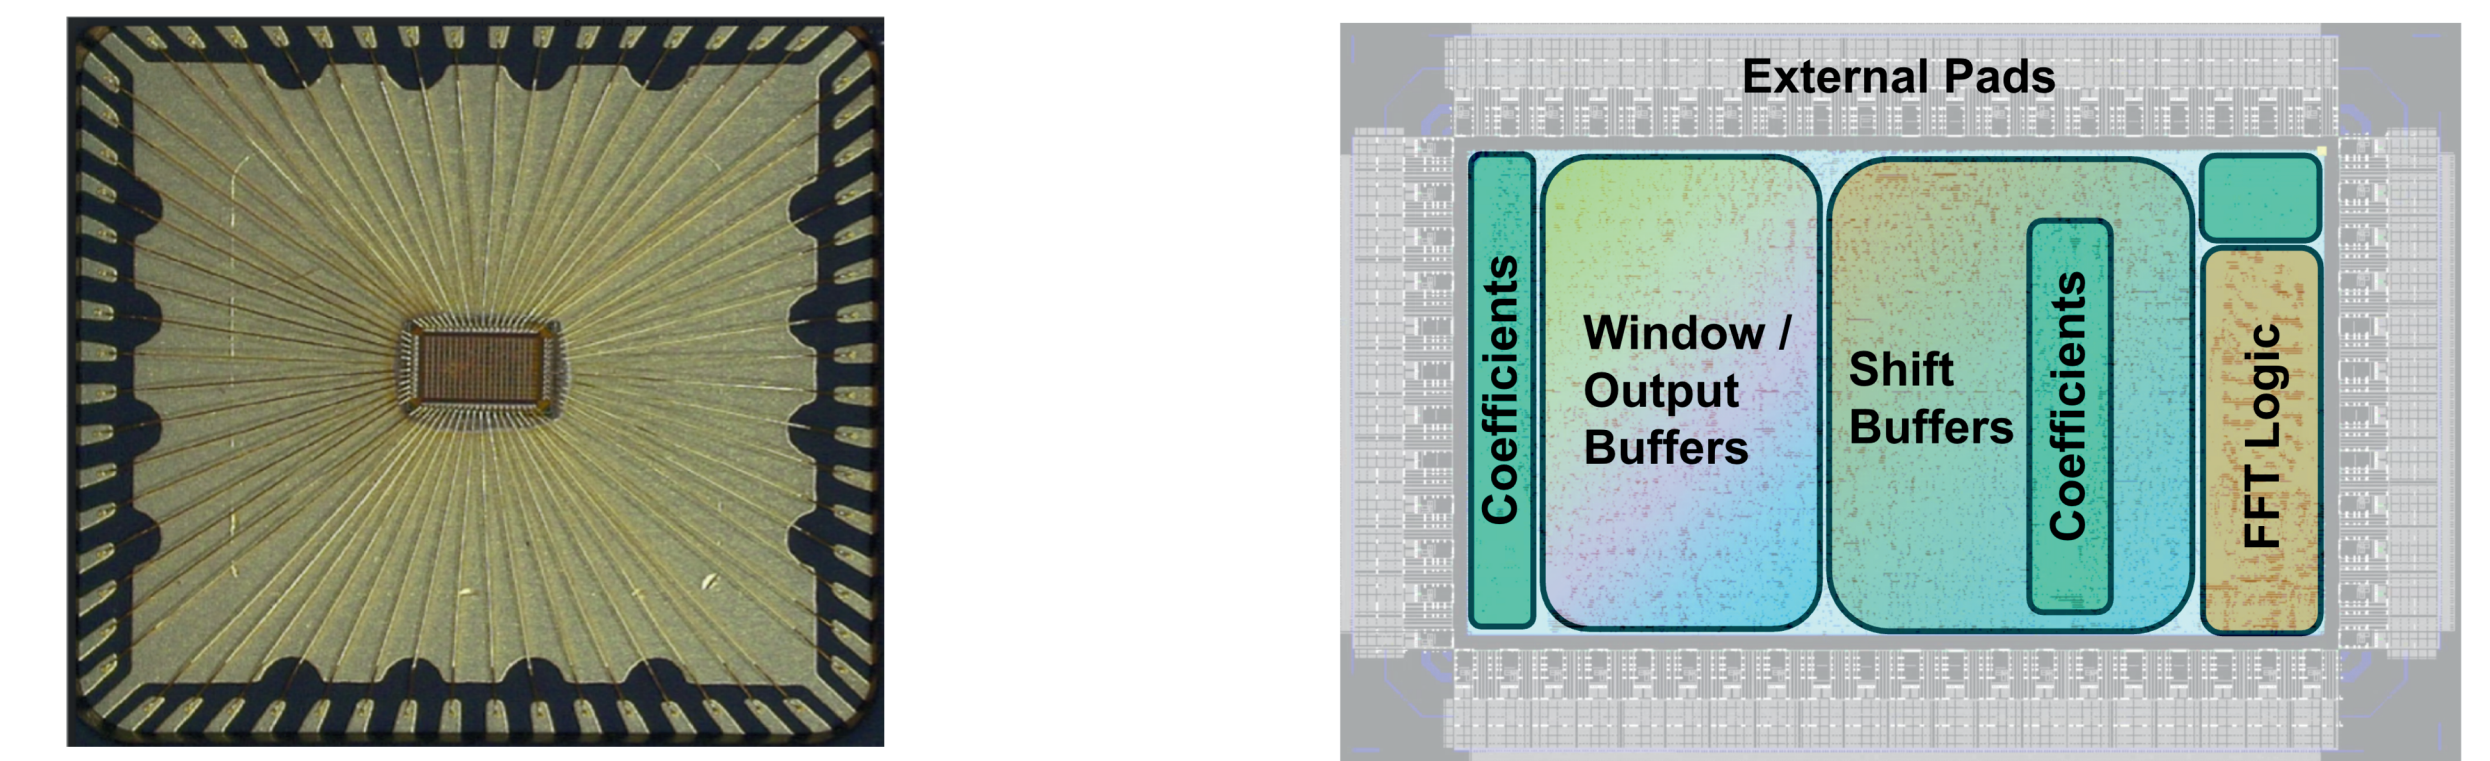 External Pads
Coefficients
Window /
Output
Buffers
Shift
Buffers
Coefficients
FFT Logic